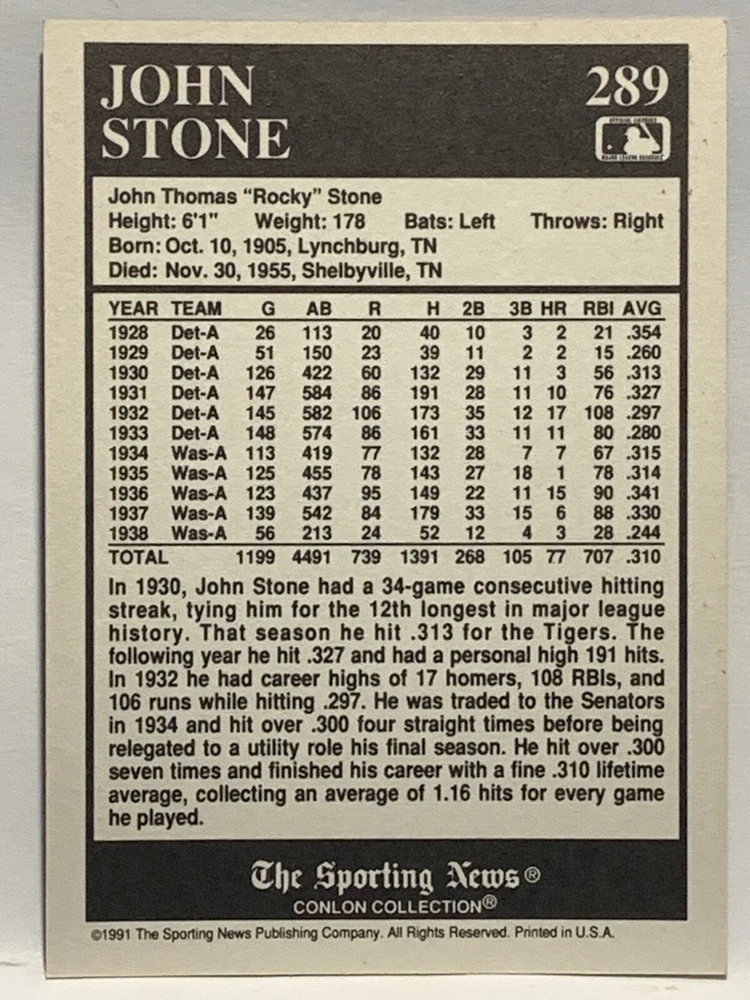 JOHN 289
STONE
OFFICIAL LICENSEE
MAJOR LEAGUE BASEBALL
John Thomas "Rocky" Stone
Height: 6'1" Weight: 178 Bats: Left Throws: Right
Born: Oct. 10, 1905, Lynchburg, TN
Died: Nov. 30, 1955, Shelbyville, TN
YEAR TEAM G AB R H 2B 3B HR RBI AVG
1928 Det-A 26 113 20 40 10 3 2 21 .354
1929 Det-A 51 150 23 39 11 2 2 15 .260
1930 Det-A 126 422 60 132 29 11 3 56 .313
1931 Det-A 147 584 86 191 28 11 10 76 .327
1932 Det-A 145 582 106 173 35 12 17 108 .297
1933 Det-A 148 574 86 161 33 11 11 80 .280
1934 Was-A 113 419 77 132 28 7 7 67 .315
1935 Was-A 125 455 78 143 27 18 1 78 .314
1936 Was-A 123 437 95 149 22 11 15 90 .341
1937 Was-A 139 542 84 179 33 15 6 88 .330
1938 Was-A 56 213 24 52 12 4 3 28 .244
TOTAL 1199 4491 739 1391 268 105 77 707 .310
In 1930, John Stone had a 34-game consecutive hitting
streak, tying him for the 12th longest in major league
history. That season he hit .313 for the Tigers. The
following year he hit .327 and had a personal high 191 hits.
In 1932 he had career highs of 17 homers, 108 RBIs, and
106 runs while hitting .297. He was traded to the Senators
in 1934 and hit over .300 four straight times before being
relegated to a utility role his final season. He hit over .300
seven times and finished his career with a fine .310 lifetime
average, collecting an average of 1.16 hits for every game
he played.
The Sporting News®
CONLON COLLECTION®
©1991 The Sporting News Publishing Company. All Rights Reserved. Printed in U.S.A.